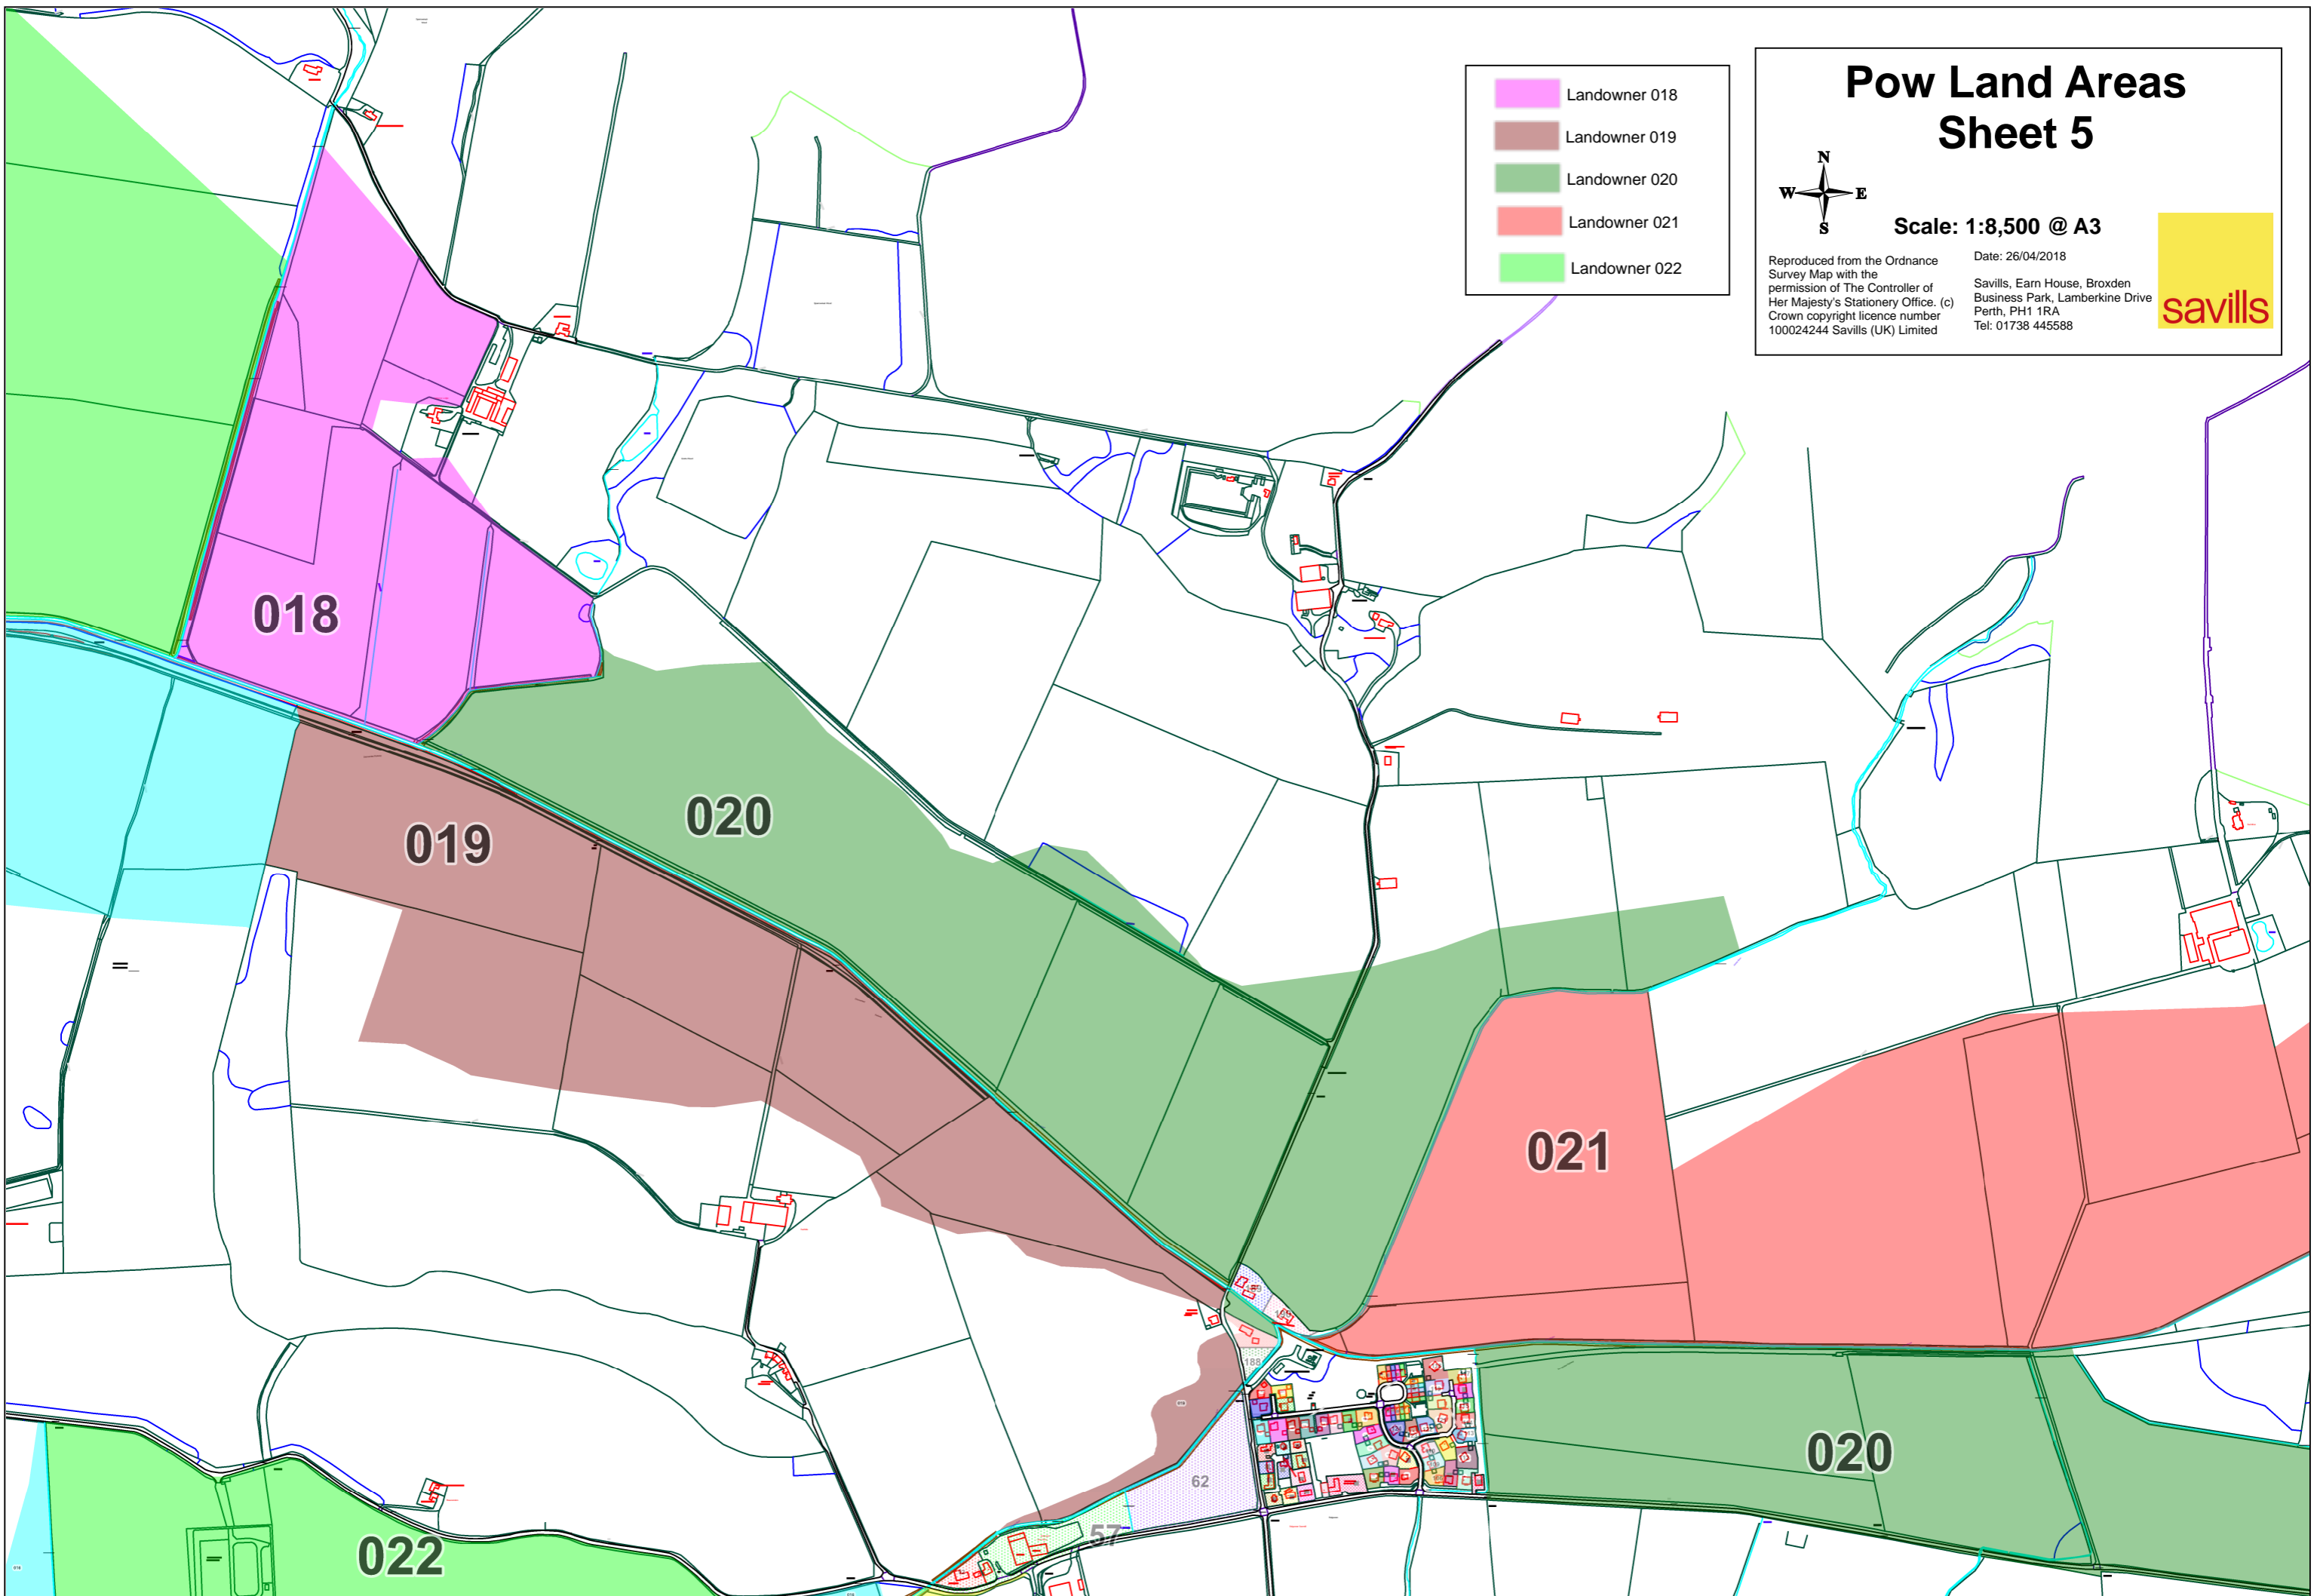 Landowner 018
Landowner 019
Landowner 020
Landowner 021
Landowner 022
Pow Land Areas
Sheet 5
N
W E
S
Scale: 1:8,500 @ A3
Reproduced from the Ordnance
Survey Map with the
permission of The Controller of
Her Majesty's Stationery Office. (c)
Crown copyright licence number
100024244 Savills (UK) Limited
Date: 26/04/2018
Savills, Earn House, Broxden
Business Park, Lamberkine Drive
Perth, PH1 1RA
Tel: 01738 445588
savills
018
020
019
021
188
020
62
57
022